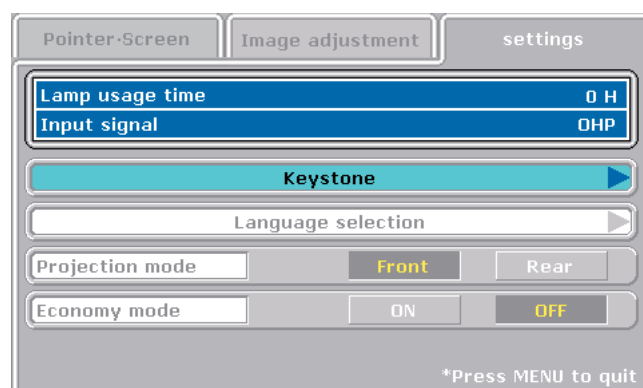 Pointer·Screen Image adjustment settings
Lamp usage time 0 H
Input signal OHP
Keystone
Language selection
Projection mode Front Rear
Economy mode ON OFF
*Press MENU to quit